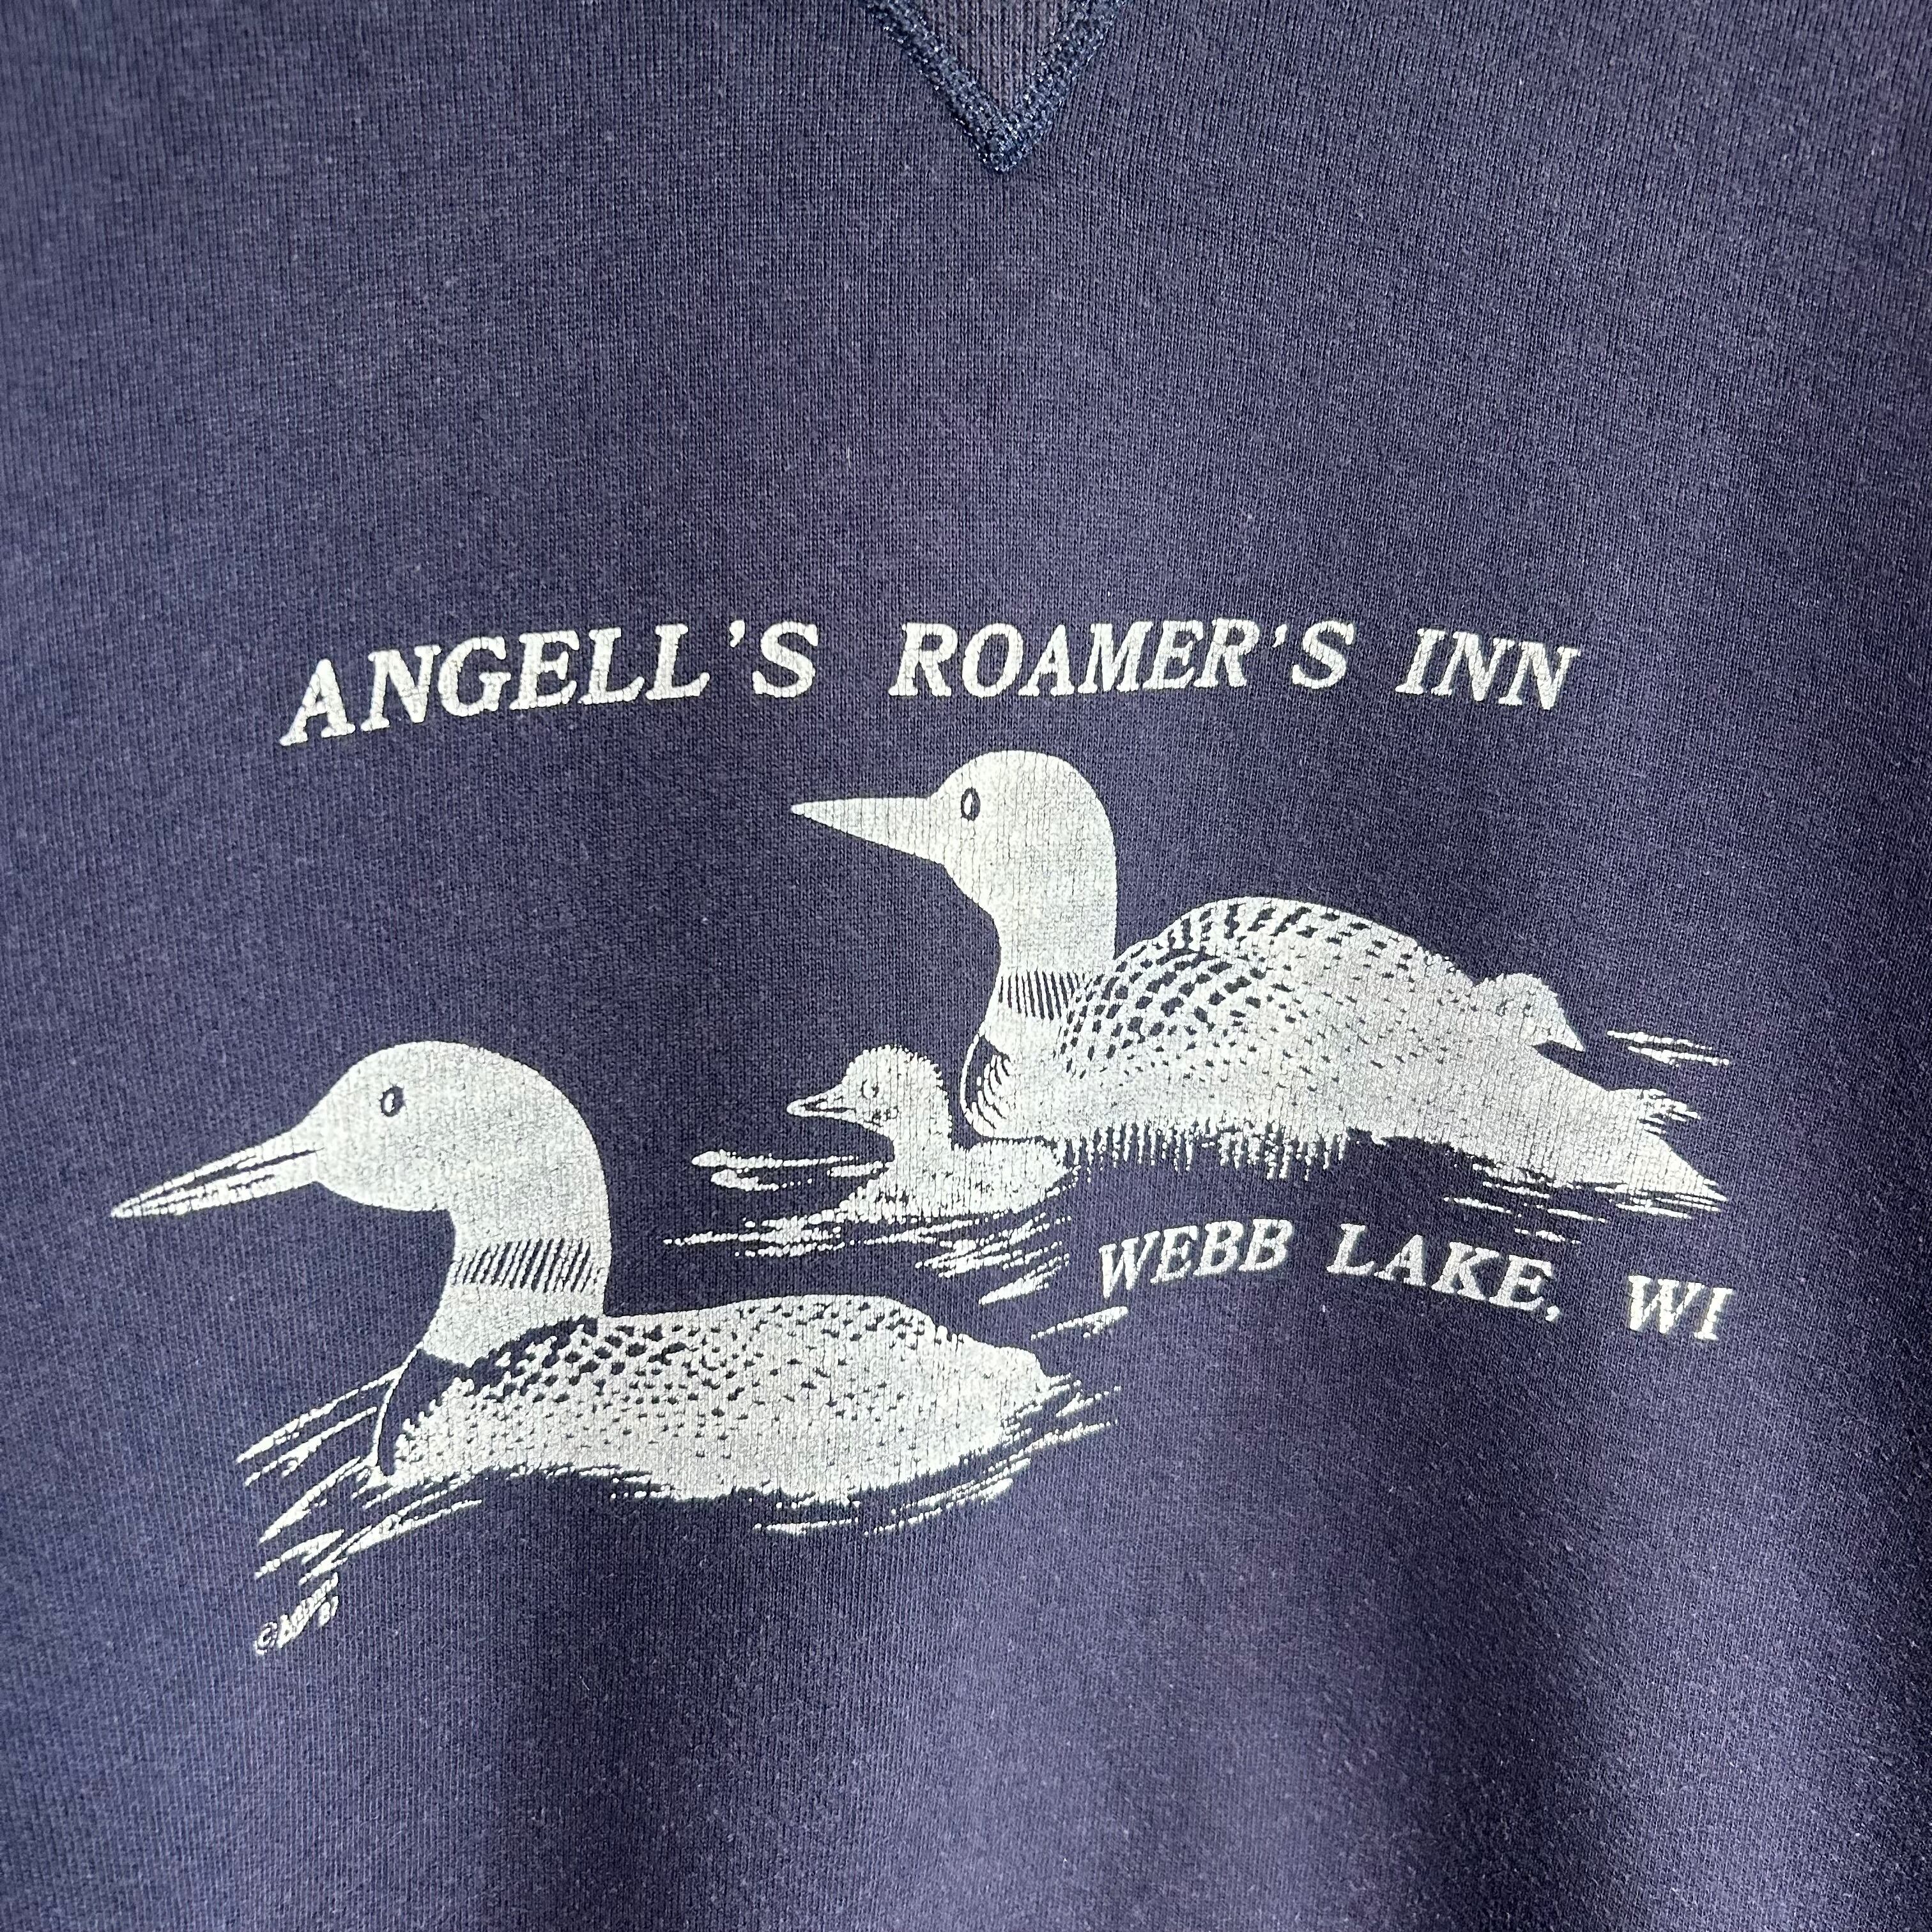 ANGELL'S ROAMER'S INN
WEBB LAKE, WI